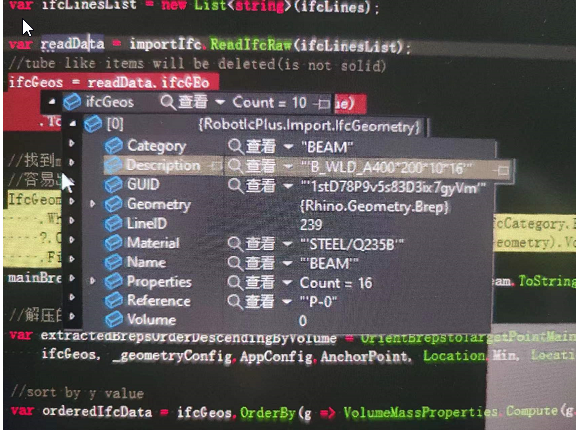 var ifcLinesList = new List<string>(ifcLines);
var readData = importIfc.ReadIfcRaw(ifcLinesList);
//tube like items will be deleted(is not solid)
ifcGeos = readData.ifcGEo
ifcGeos 查看 Count = 10 ne)
[0] {RobotIcPlus.Import.IfcGeometry}
.To
Category 查看 "BEAM"
//找到m
Description "'B_WLD_A400*200*10*16'"
//容易
GUID 查看 "'1stD78P9v5s83D3ix7gyVm'"
IfcGeom
Geometry {Rhino.Geometry.Brep}
.Wh
LineID 239
fcCategory.
?.O
Material 查看 "'STEEL/Q235B'"
eometry).Vo
.Fi
Name 查看 "'BEAM'"
mainBre
Properties 查看 Count = 16
am.ToString
Reference 查看 "'P-0'"
//解压的
Volume 0
var extractedBrepsOrderDescendingByVolume = OrientBrepsToTargetPointMain
ifcGeos, _geometryConfig.AppConfig.AnchorPoint, Location.Min, Locati
//sort by y value
var orderedIfcData = ifcGeos.OrderBy(g => VolumeMassProperties.Compute(g.